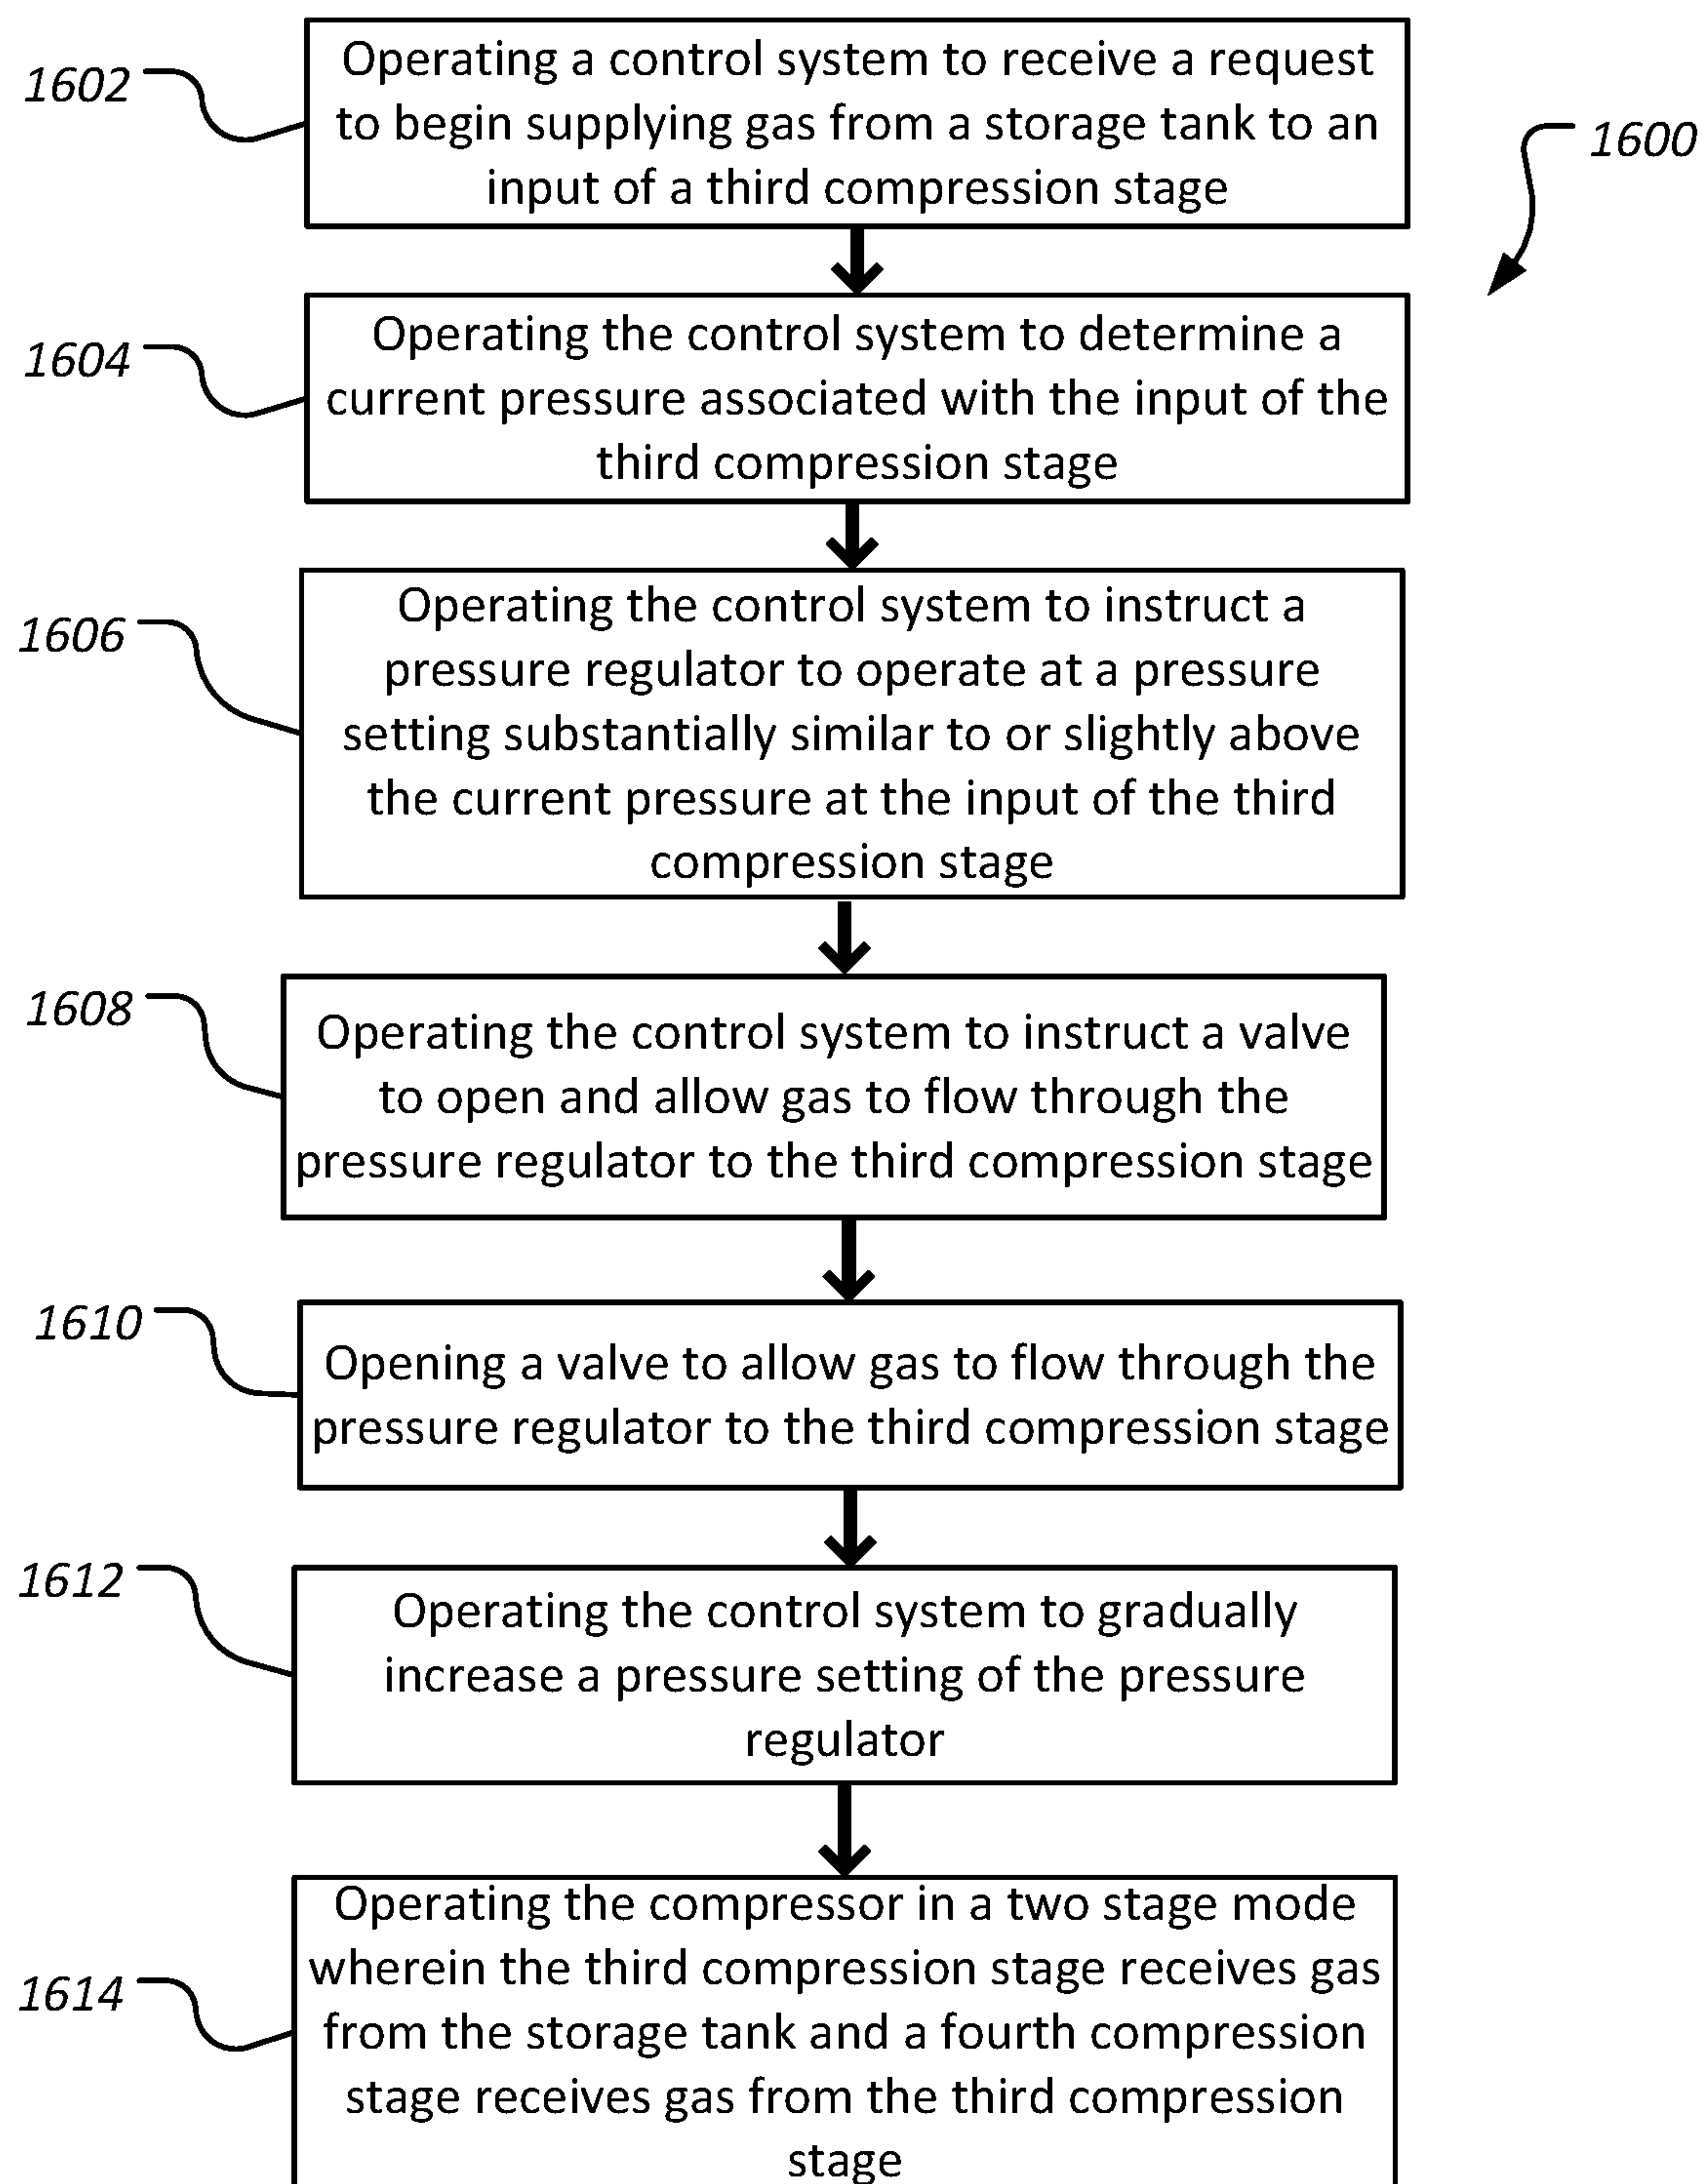 1602
Operating a control system to receive a request
to begin supplying gas from a storage tank to an
input of a third compression stage
1600
1604
Operating the control system to determine a
current pressure associated with the input of the
third compression stage
1606
Operating the control system to instruct a
pressure regulator to operate at a pressure
setting substantially similar to or slightly above
the current pressure at the input of the third
compression stage
1608
Operating the control system to instruct a valve
to open and allow gas to flow through the
pressure regulator to the third compression stage
1610
Opening a valve to allow gas to flow through the
pressure regulator to the third compression stage
1612
Operating the control system to gradually
increase a pressure setting of the pressure
regulator
1614
Operating the compressor in a two stage mode
wherein the third compression stage receives gas
from the storage tank and a fourth compression
stage receives gas from the third compression
stage